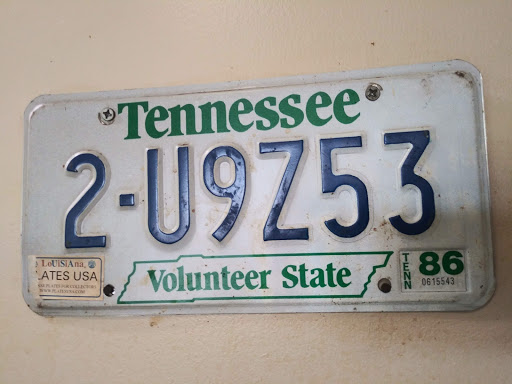 Tennessee
2-U9Z53
LoUISIAna,
LATES USA
Volunteer State
TENN
86
0615543